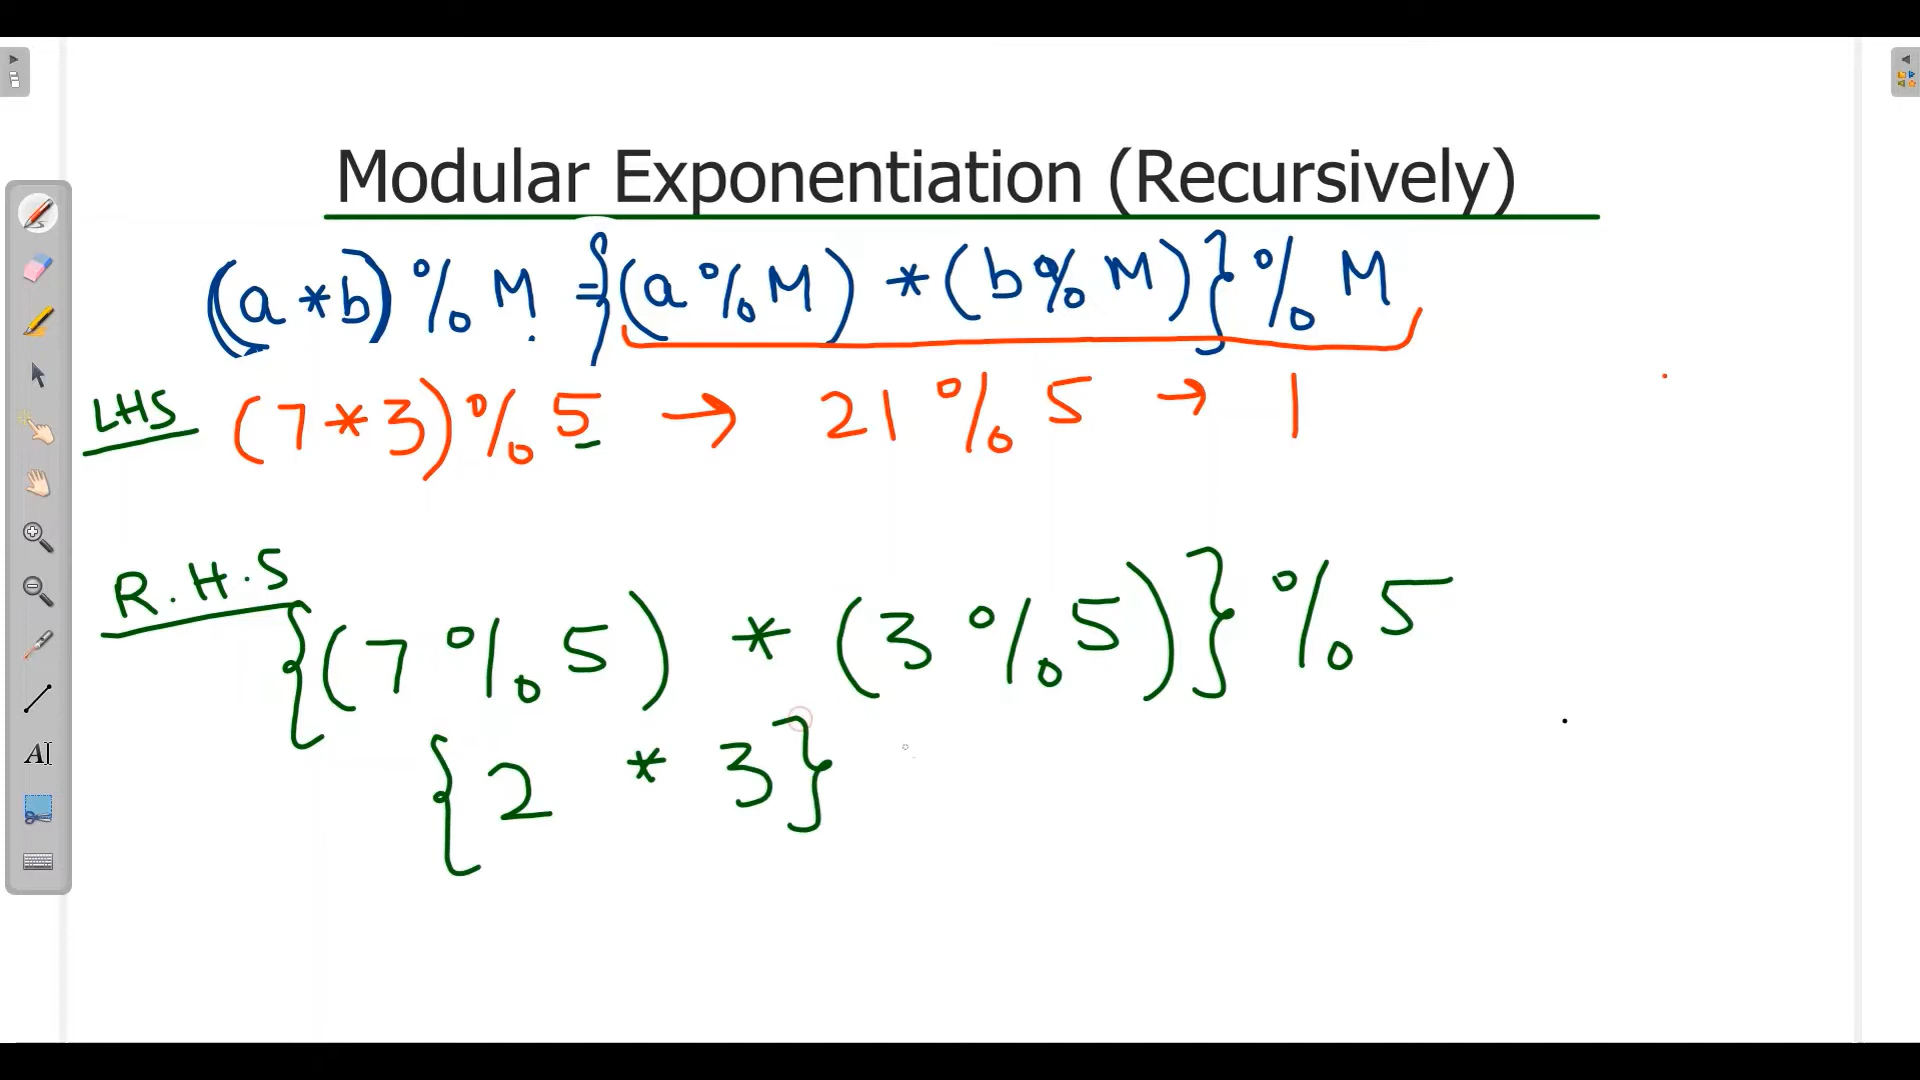 Modular Exponentiation (Recursively)
(a * b) % M = {(a % M) * (b % M)} % M
LHS (7 * 3) % 5 → 21 % 5 → 1
R.H.S
{(7 % 5) * (3 % 5)} % 5
{2 * 3}